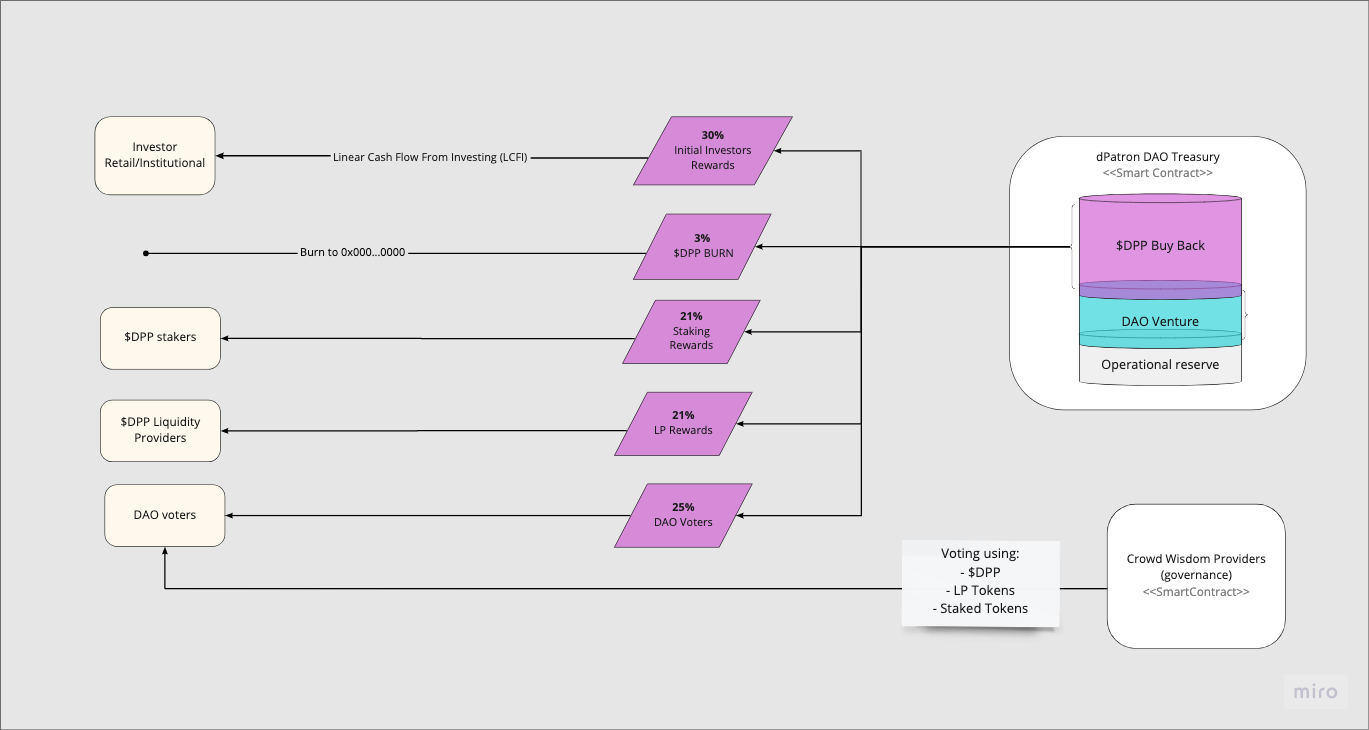 Investor
Retail/Institutional
Linear Cash Flow From Investing (LCFI)
30%
Initial Investors
Rewards
Burn to 0x000...0000
3%
$DPP BURN
$DPP stakers
21%
Staking
Rewards
$DPP Liquidity
Providers
21%
LP Rewards
DAO voters
25%
DAO Voters
dPatron DAO Treasury
<<Smart Contract>>
$DPP Buy Back
DAO Venture
Operational reserve
Voting using:
- $DPP
- LP Tokens
- Staked Tokens
Crowd Wisdom Providers
(governance)
<<SmartContract>>
miro